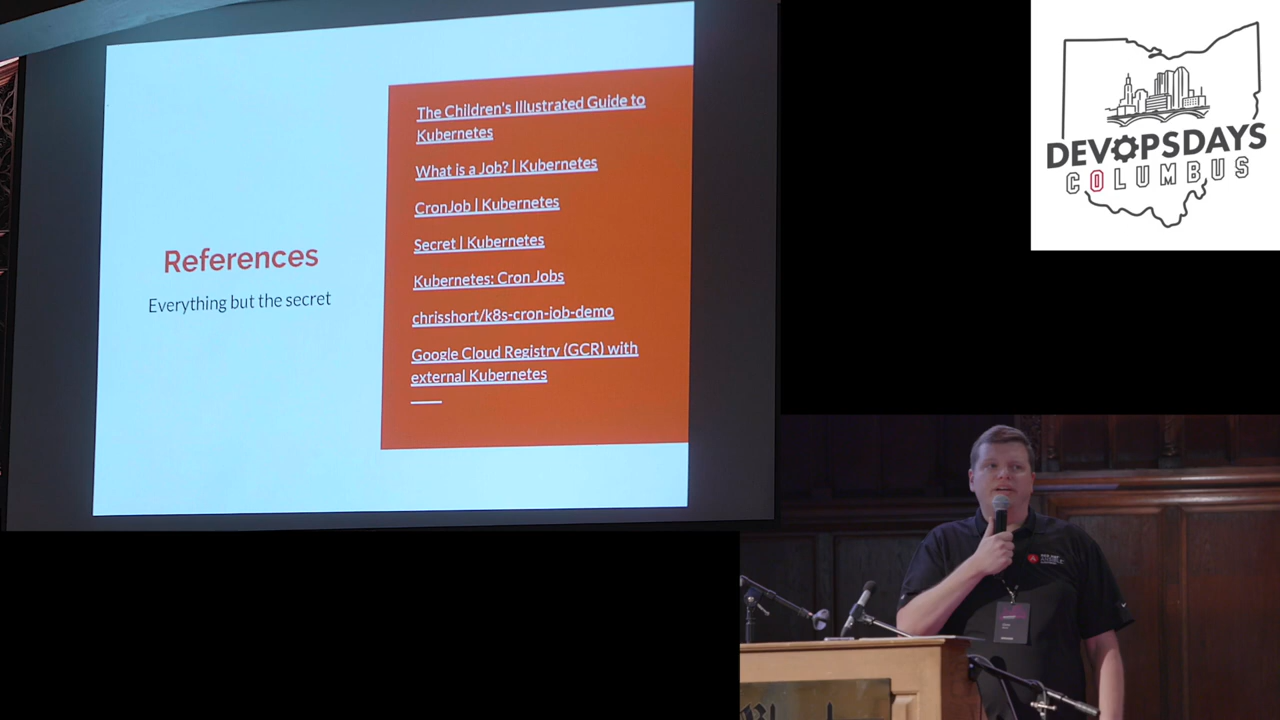 References
Everything but the secret
The Children's Illustrated Guide to
Kubernetes
What is a Job? | Kubernetes
CronJob | Kubernetes
Secret | Kubernetes
Kubernetes: Cron Jobs
chrisshort/k8s-cron-job-demo
Google Cloud Registry (GCR) with
external Kubernetes
DEVOPSDAYS
COLUMBUS